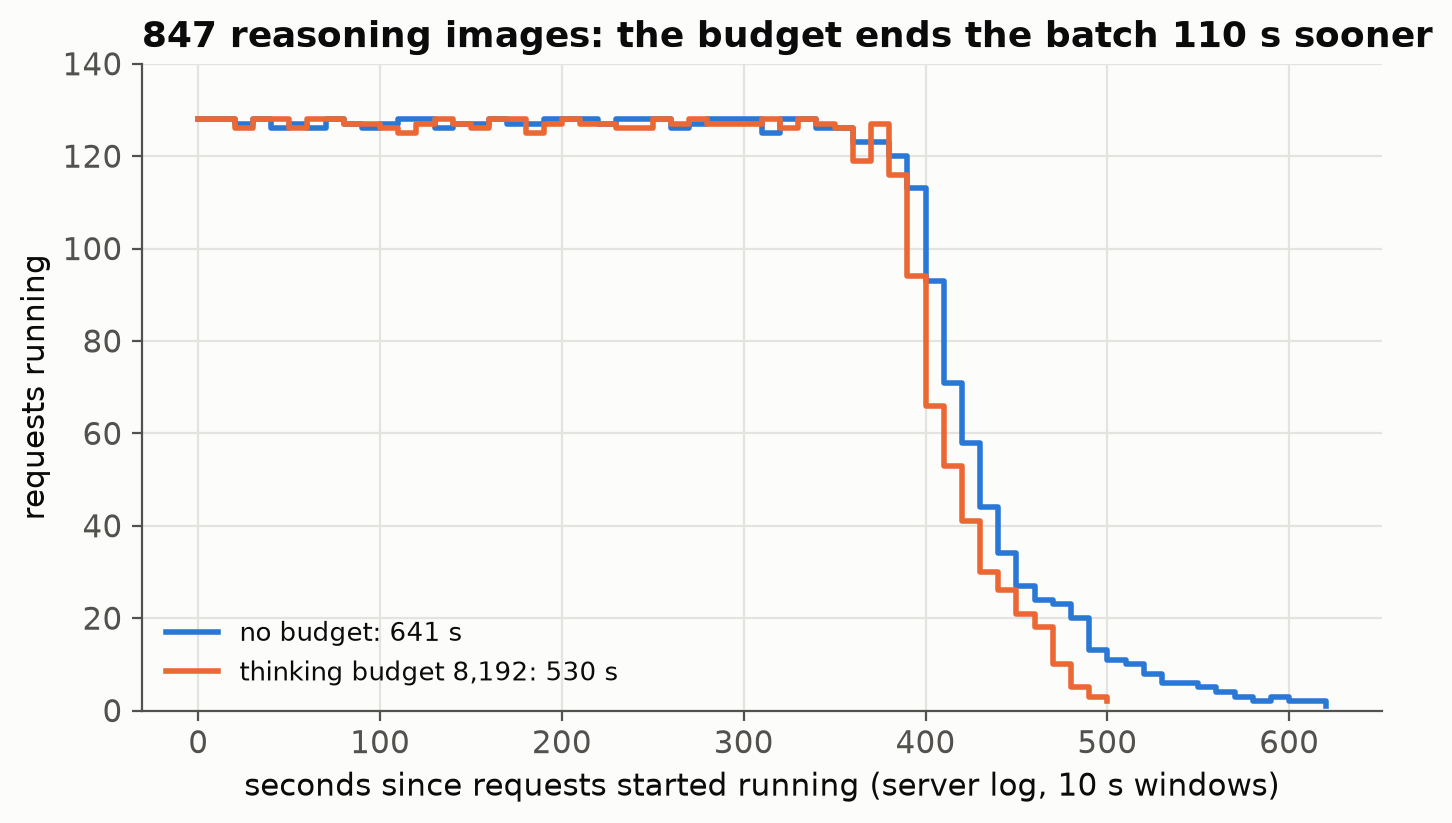 847 reasoning images: the budget ends the batch 110 s sooner
140
120
100
80
60
40
20
0
requests running
no budget: 641 s
thinking budget 8,192: 530 s
0 100 200 300 400 500 600
seconds since requests started running (server log, 10 s windows)